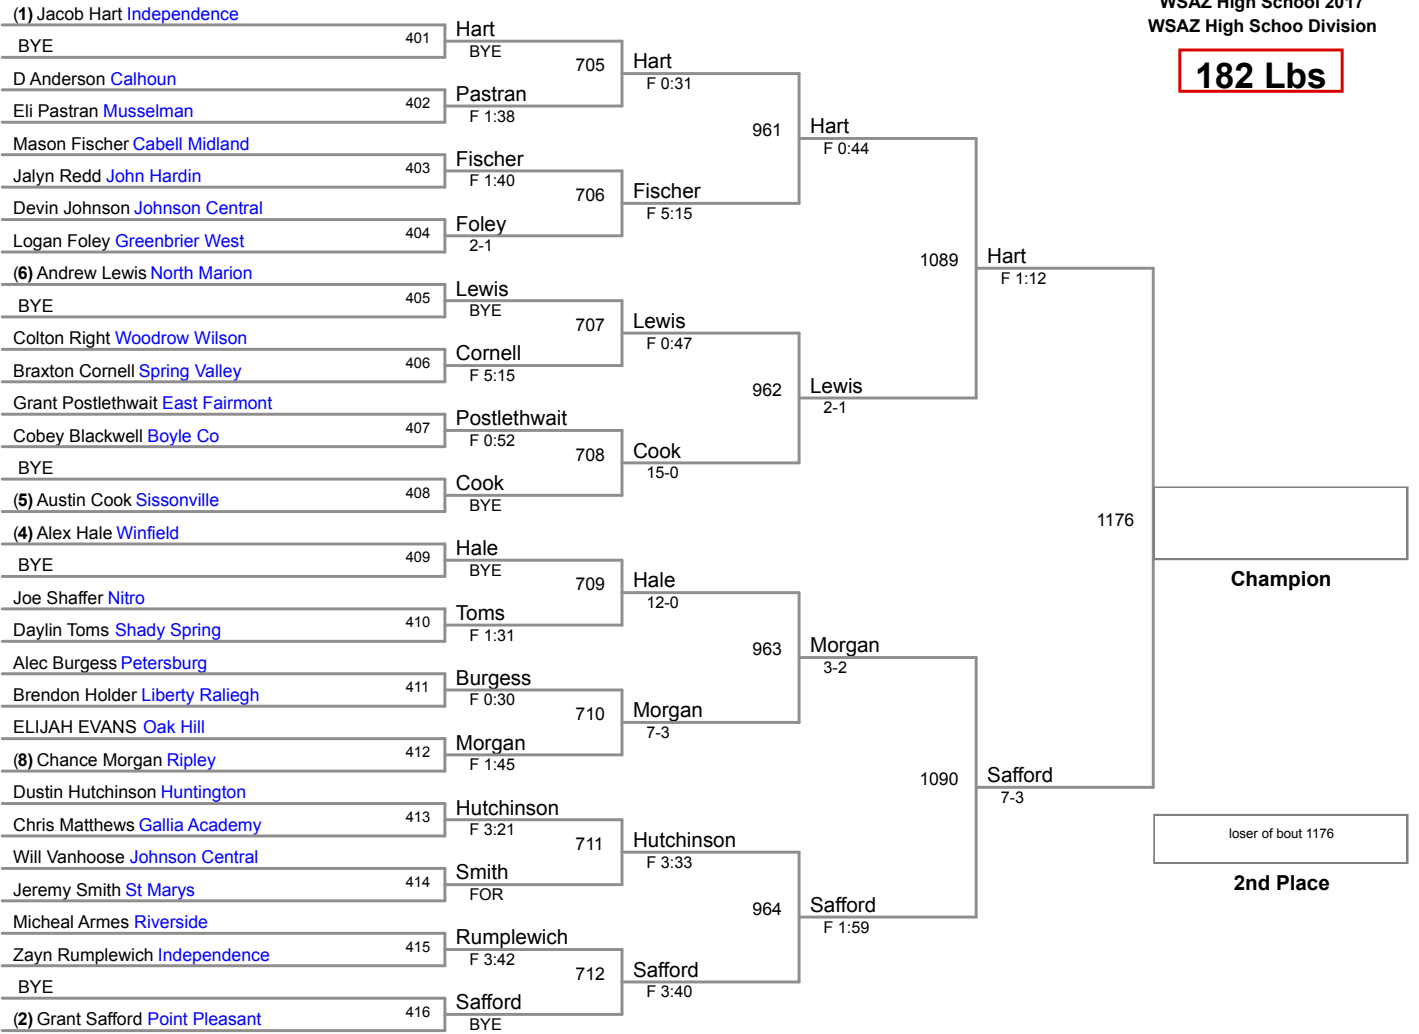 WSAZ High School 2017
WSAZ High Schoo Division
182 Lbs
(1) Jacob Hart Independence
BYE
401
D Anderson Calhoun
Eli Pastran Musselman
402
Mason Fischer Cabell Midland
Jalyn Redd John Hardin
403
Devin Johnson Johnson Central
Logan Foley Greenbrier West
404
(6) Andrew Lewis North Marion
BYE
405
Colton Right Woodrow Wilson
Braxton Cornell Spring Valley
406
Grant Postlethwait East Fairmont
Cobey Blackwell Boyle Co
407
BYE
(5) Austin Cook Sissonville
408
(4) Alex Hale Winfield
BYE
409
Joe Shaffer Nitro
Daylin Toms Shady Spring
410
Alec Burgess Petersburg
Brendon Holder Liberty Raliegh
411
ELIJAH EVANS Oak Hill
(8) Chance Morgan Ripley
412
Dustin Hutchinson Huntington
Chris Matthews Gallia Academy
413
Will Vanhoose Johnson Central
Jeremy Smith St Marys
414
Micheal Armes Riverside
Zayn Rumplewich Independence
415
BYE
(2) Grant Safford Point Pleasant
416
Hart
BYE
705
Pastran
F 1:38
Fischer
F 1:40
706
Foley
2-1
Lewis
BYE
707
Cornell
F 5:15
Postlethwait
F 0:52
708
Cook
BYE
Hale
BYE
709
Toms
F 1:31
Burgess
F 0:30
710
Morgan
F 1:45
Hutchinson
F 3:21
711
Smith
FOR
Rumplewich
F 3:42
712
Safford
BYE
Hart
F 0:31
961
Fischer
F 5:15
Lewis
F 0:47
962
Cook
15-0
Hale
12-0
963
Morgan
7-3
Hutchinson
F 3:33
964
Safford
F 3:40
Hart
F 0:44
1089
Lewis
2-1
Morgan
3-2
1090
Safford
F 1:59
Hart
F 1:12
1176
Safford
7-3
Champion
loser of bout 1176
2nd Place